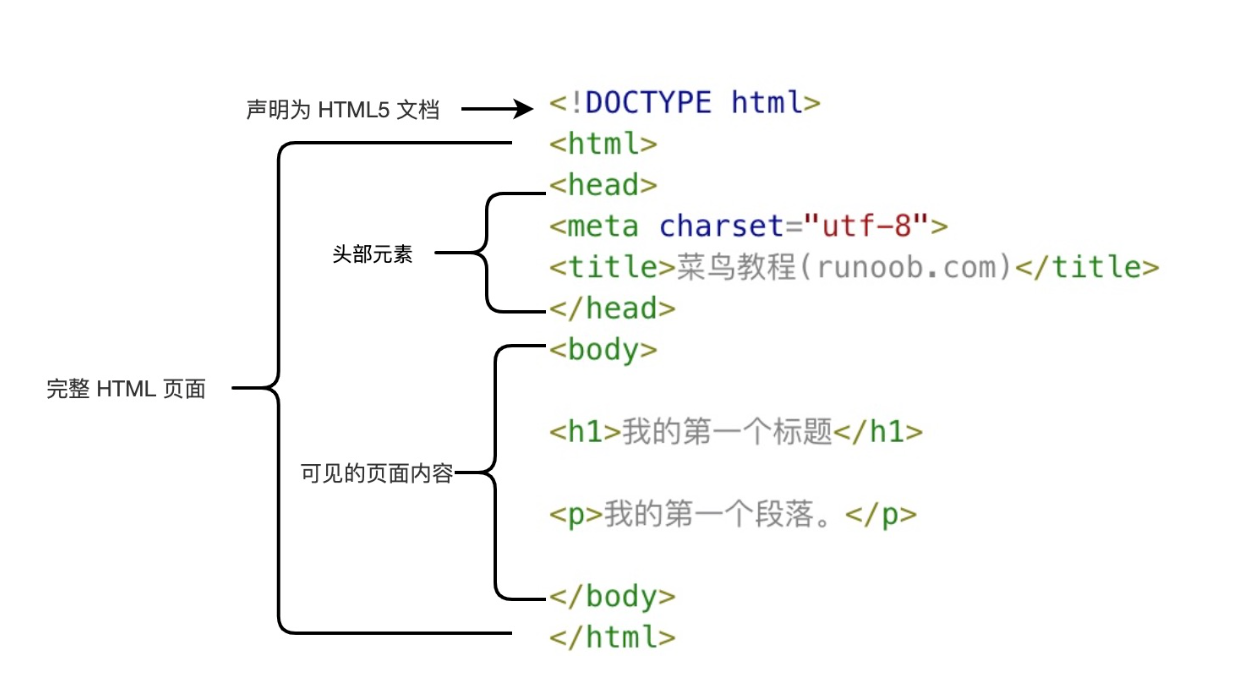 声明为 HTML5 文档
<!DOCTYPE html>
<html>
<head>
<meta charset="utf-8">
头部元素
<title>菜鸟教程(runoob.com)</title>
</head>
<body>
完整 HTML 页面
<h1>我的第一个标题</h1>
可见的页面内容
<p>我的第一个段落。</p>
</body>
</html>